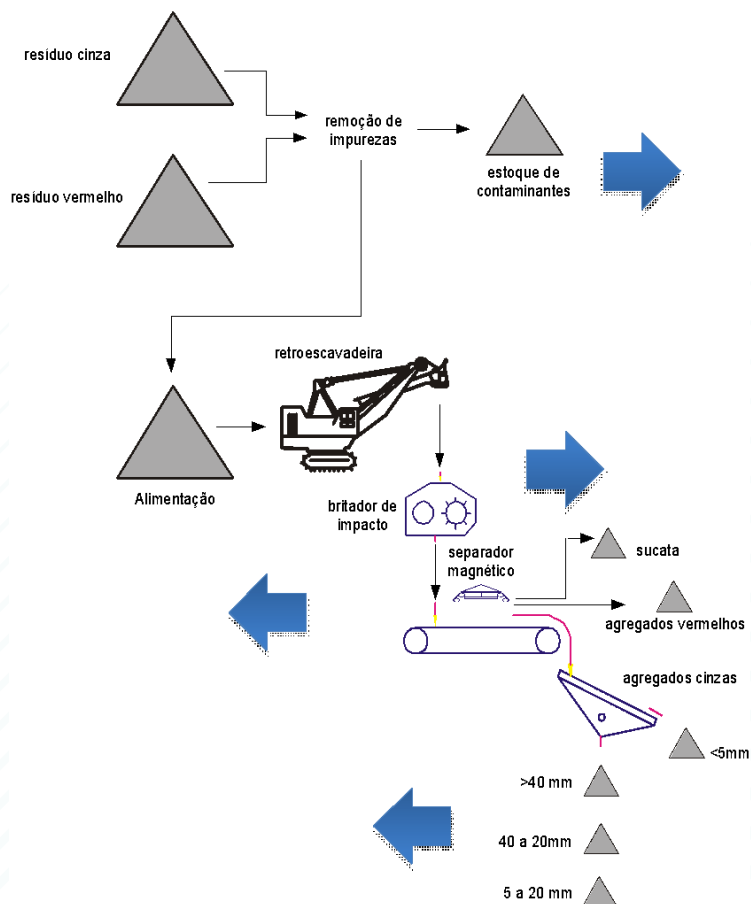 resíduo cinza
remoção de
impurezas
estoque de
contaminantes
resíduo vermelho
retroescavadeira
Alimentação
britador de
impacto
separador
magnético
sucata
agregados vermelhos
agregados cinzas
<5mm
>40 mm
40 a 20mm
5 a 20 mm